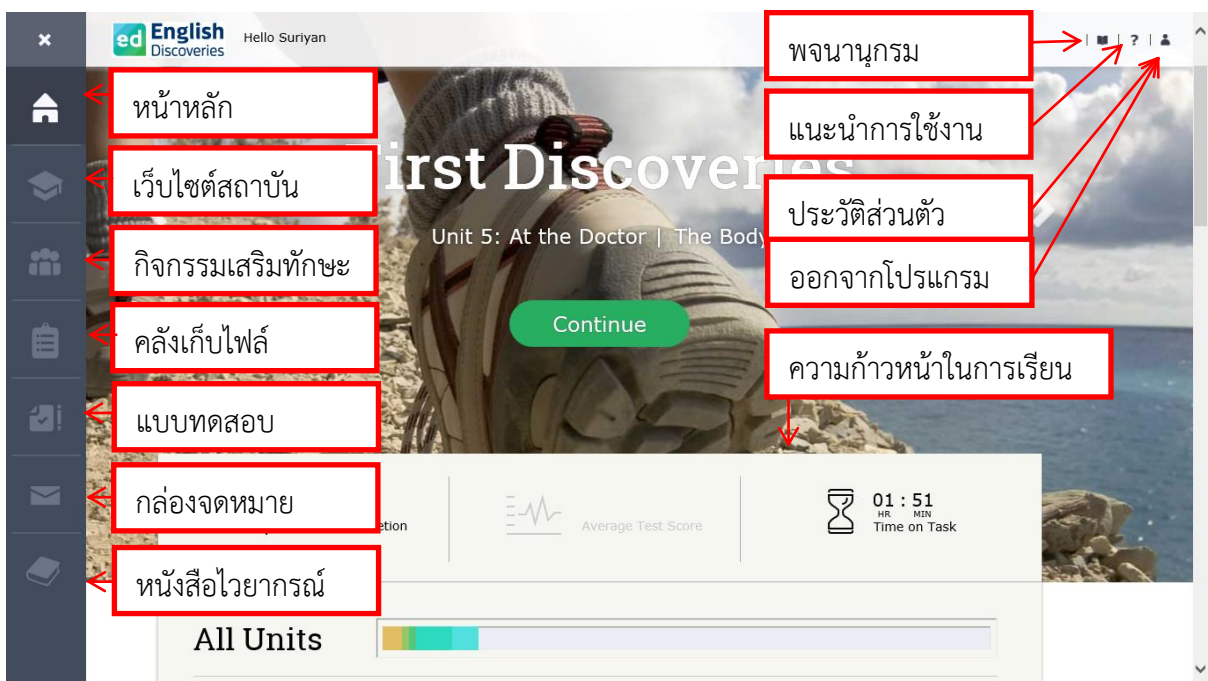 ed English
Discoveries
Hello Suriyan
พจนานุกรม
| | ? |
หน้าหลัก
แนะนำการใช้งาน
First Discoveries
เว็บไซต์สถาบัน
ประวัติส่วนตัว
Unit 5: At the Doctor | The Body
กิจกรรมเสริมทักษะ
ออกจากโปรแกรม
Continue
คลังเก็บไฟล์
ความก้าวหน้าในการเรียน
แบบทดสอบ
กล่องจดหมาย
01 : 51
HR MIN
Average Test Score
Time on Task
หนังสือไวยากรณ์
All Units